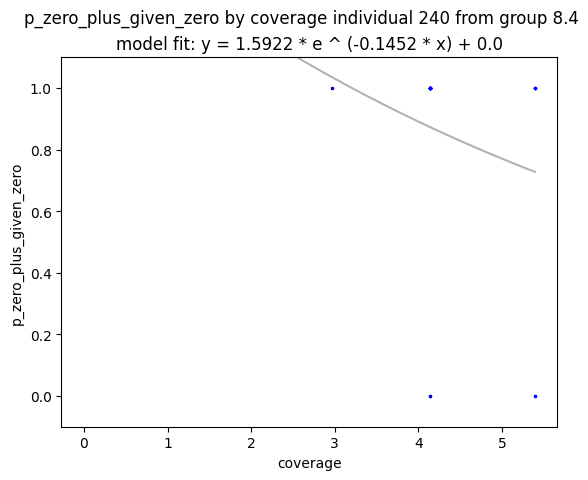 p_zero_plus_given_zero by coverage individual 240 from group 8.4
model fit: y = 1.5922 * e ^ (-0.1452 * x) + 0.0
1.0
0.8
0.6
0.4
0.2
0.0
p_zero_plus_given_zero
0 1 2 3 4 5
coverage